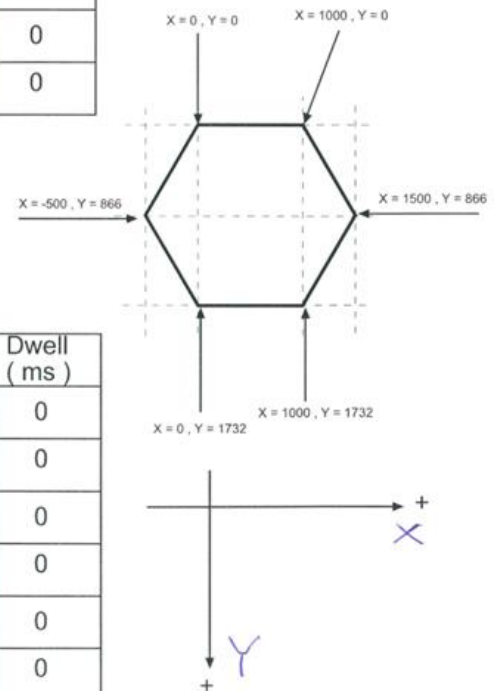 0
0
X = 0 , Y = 0
X = 1000 , Y = 0
X = -500 , Y = 866
X = 1500 , Y = 866
X = 0 , Y = 1732
X = 1000 , Y = 1732
Dwell
( ms )
0
0
0
0
0
0
+
X
Y
+